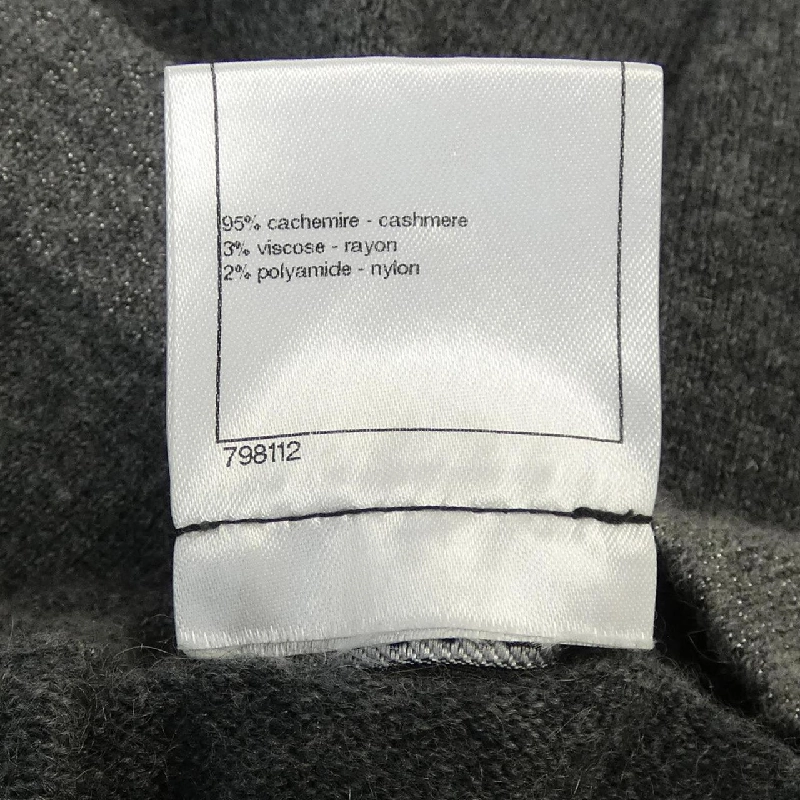 95% cachemire - cashmere
3% viscose - rayon
2% polyamide - nylon
798112